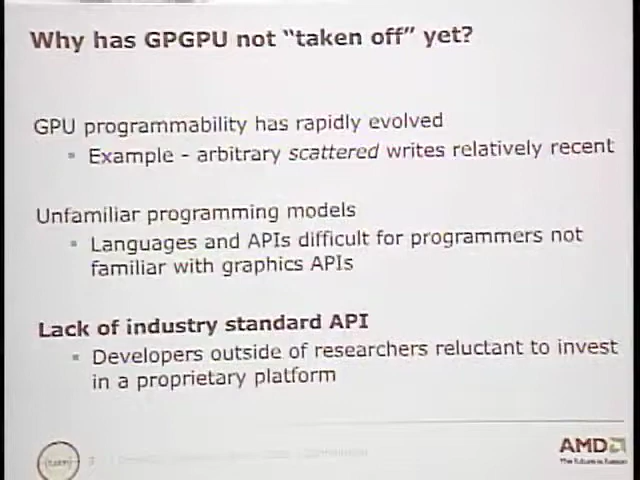 Why has GPGPU not “taken off” yet?
GPU programmability has rapidly evolved
▪ Example - arbitrary scattered writes relatively recent
Unfamiliar programming models
▪ Languages and APIs difficult for programmers not
familiar with graphics APIs
Lack of industry standard API
▪ Developers outside of researchers reluctant to invest
in a proprietary platform
AMD
The future is fusion